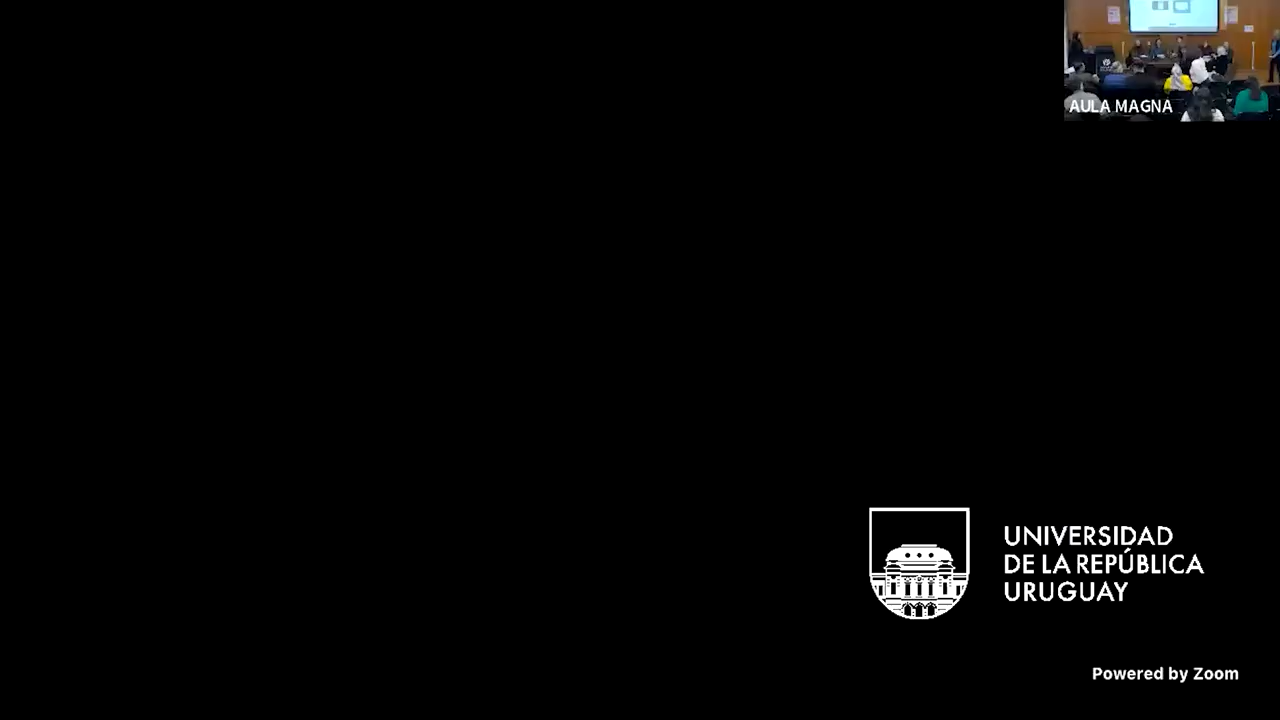 AULA MAGNA
UNIVERSIDAD
DE LA REPÚBLICA
URUGUAY
Powered by Zoom